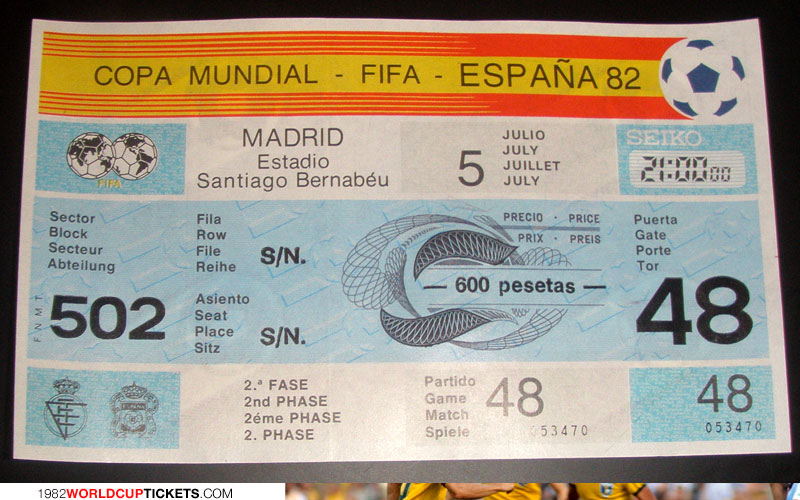 COPA MUNDIAL - FIFA - ESPAÑA 82
FIFA
MADRID
Estadio
Santiago Bernabéu
5
JULIO
JULY
JUILLET
JULY
SEIKO
21:00:00
Sector
Block
Secteur
Abteilung
502
F N M T
Fila
Row
File
Reihe
S/N.
Asiento
Seat
Place
Sitz
S/N.
PRECIO - PRICE
PRIX - PREIS
— 600 pesetas —
Puerta
Gate
Porte
Tor
48
2.ª FASE
2nd PHASE
2éme PHASE
2. PHASE
Partido
Game
Match
Spiele
48
053470
48
053470
1982WORLDCUPTICKETS.COM